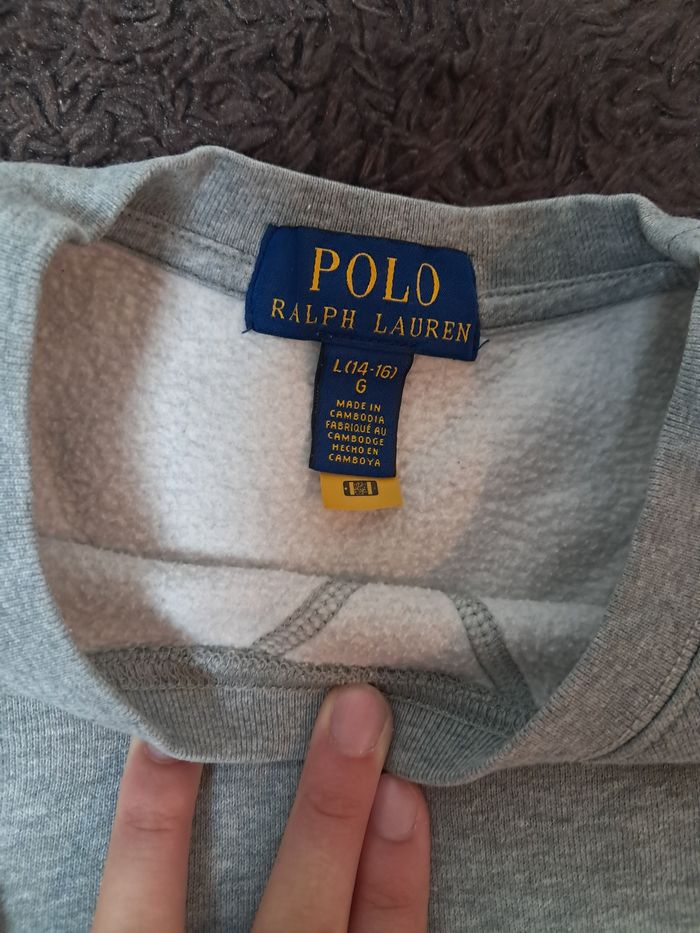 POLO
RALPH LAUREN
L(14-16)
G
MADE IN
CAMBODIA
FABRIQUÉ AU
CAMBODGE
HECHO EN
CAMBOYA